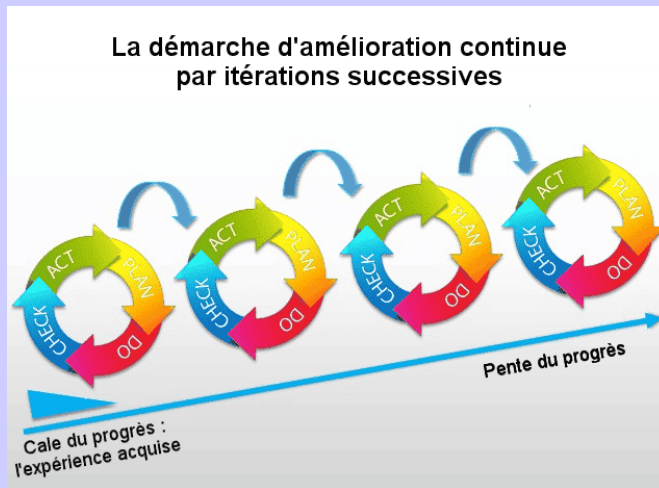 La démarche d'amélioration continue
par itérations successives
ACT
PLAN
DO
CHECK
ACT
PLAN
DO
CHECK
ACT
PLAN
DO
CHECK
ACT
PLAN
DO
CHECK
Pente du progrès
Cale du progrès :
l'expérience acquise